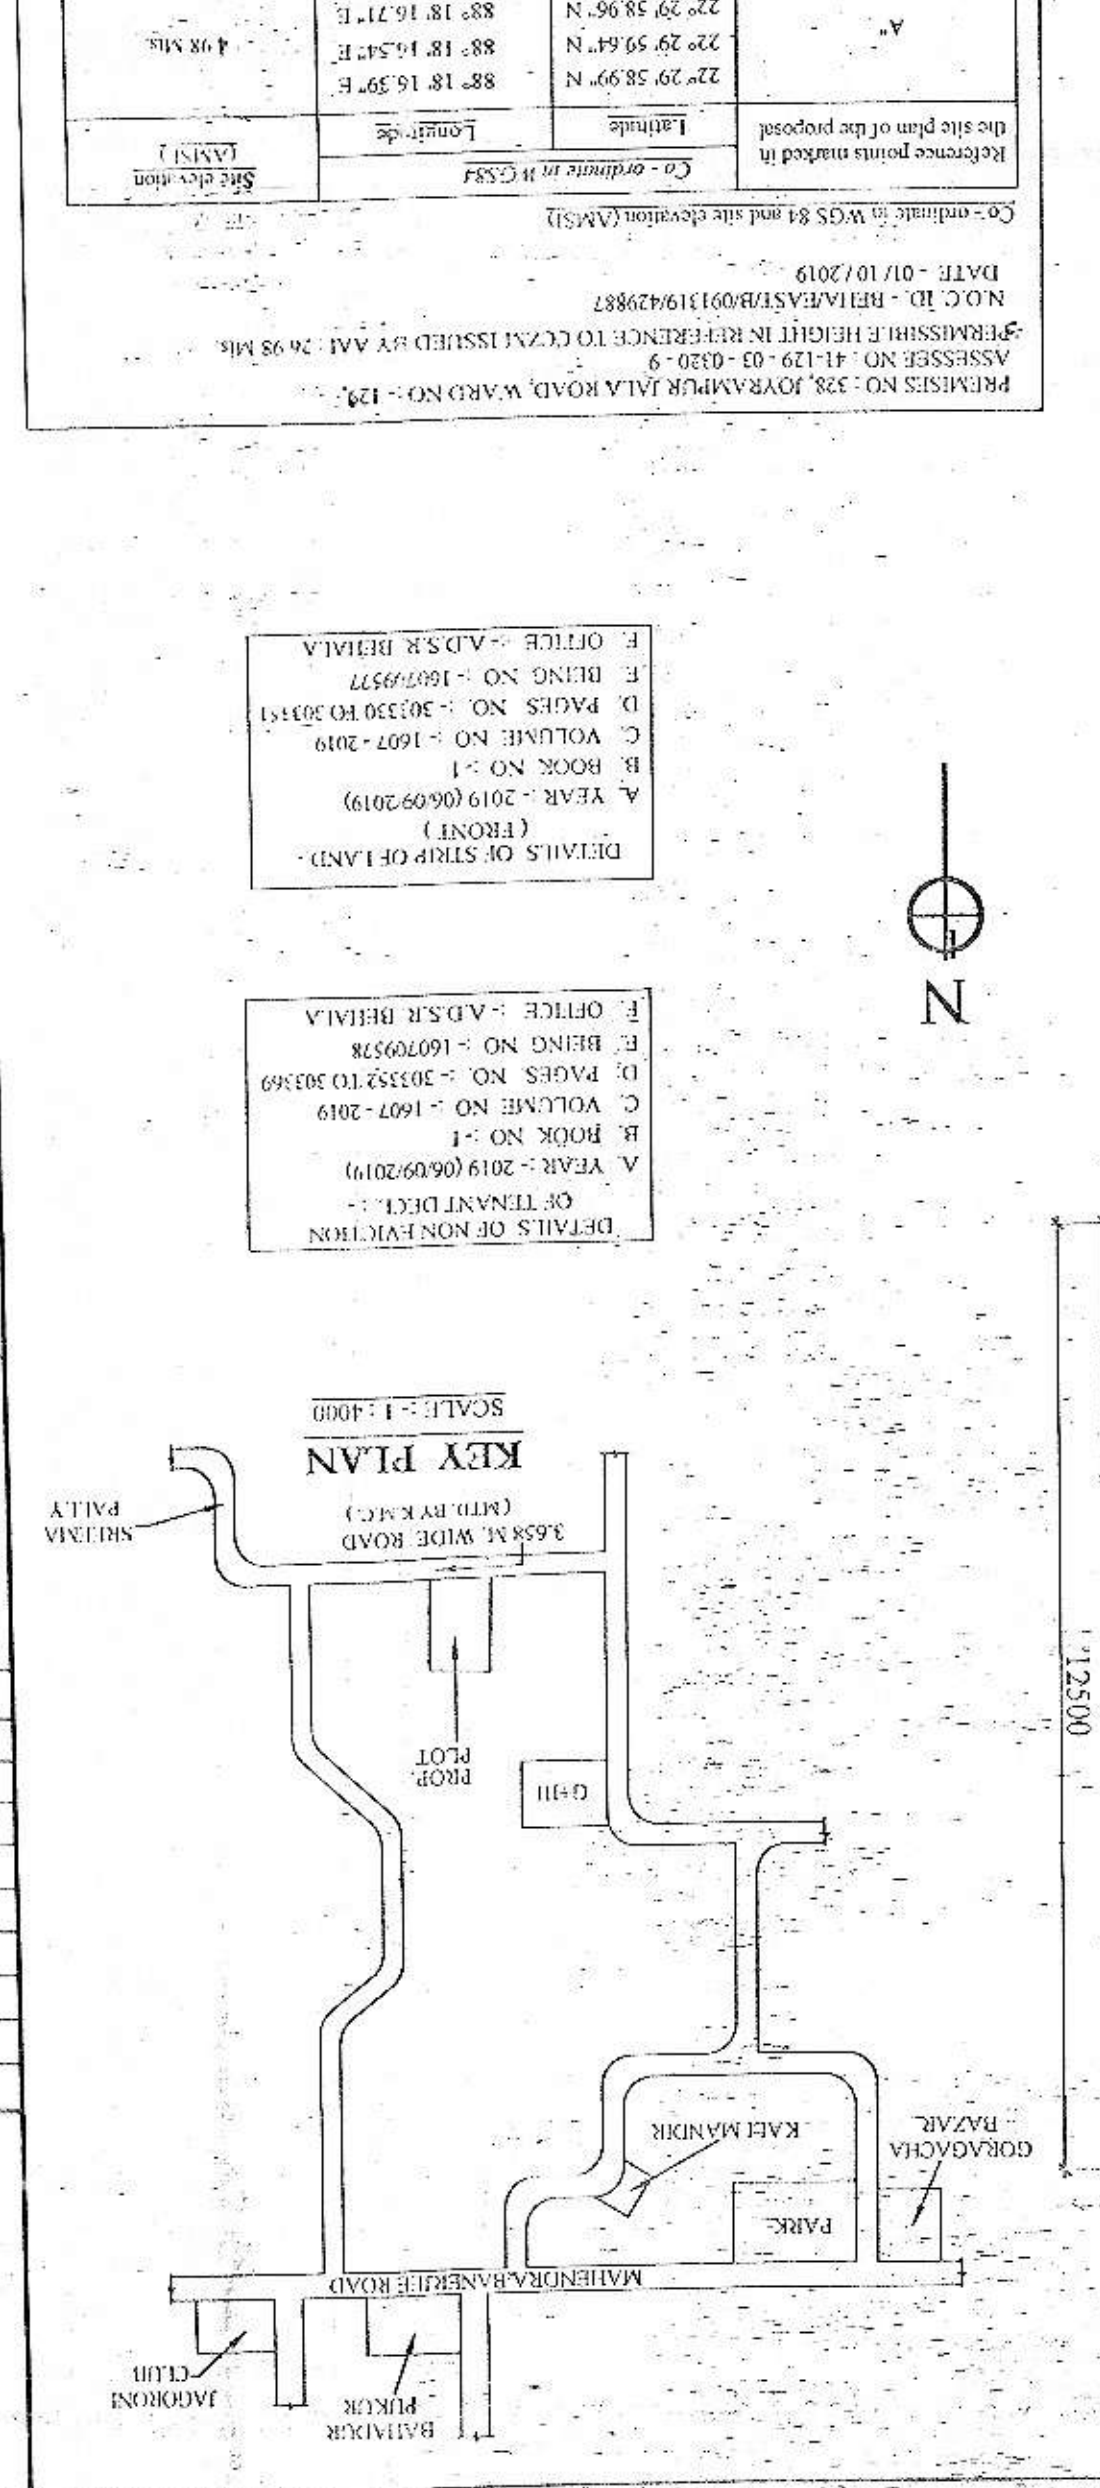 BAHADUR
PUKUR
JAGORONI
CLUB
MAHENDRA BANERJEE ROAD
GORAGACHA
BAZAR
PARK
KALI MANDIR
G+III
PROP.
PLOT
12500
3.658 M. WIDE ROAD
(MTD. BY K.M.C.)
SREEMA
PALLY
KEY PLAN
SCALE :- 1 : 4000
DETAILS OF NON EVICTION
OF TENANT DECL. :-
A. YEAR :- 2019 (06/09/2019)
B. BOOK NO :- 1
C. VOLUME NO :- 1607 - 2019
D. PAGES NO. :- 303352 TO 303369
E. BEING NO :- 160709578
F. OFFICE :- A.D.S.R. BEHALA
N
DETAILS OF STRIP OF LAND -
( FRONT )
A. YEAR :- 2019 (06/09/2019)
B. BOOK NO :- 1
C. VOLUME NO :- 1607 - 2019
D. PAGES NO. :- 303330 TO 303351
E. BEING NO :- 1607/09577
F. OFFICE :- A.D.S.R. BEHALA
PREMISES NO : 328, JOYRAMPUR JALA ROAD, WARD NO :- 129,
ASSESSEE NO : 41-129 - 03 - 0320 - 9
PERMISSIBLE HEIGHT IN REFERENCE TO CCZM ISSUED BY AAI : 76.98 Mts.
N.O.C. ID. - BEHA/EAST/B/091319/429887
DATE - 01/10/2019
Co - ordinate in WGS 84 and site elevation (AMSL)
Reference points marked in
the site plan of the proposal
Co - ordinate in WGS84
Site elevation
(AMSL)
Latitude
Longitude
22° 29' 58.99" N
88° 18' 16.39" E
"A"
22° 29' 59.64" N
88° 18' 16.54" E
4.98 Mts.
22° 29' 58.96" N
88° 18' 16.71" E